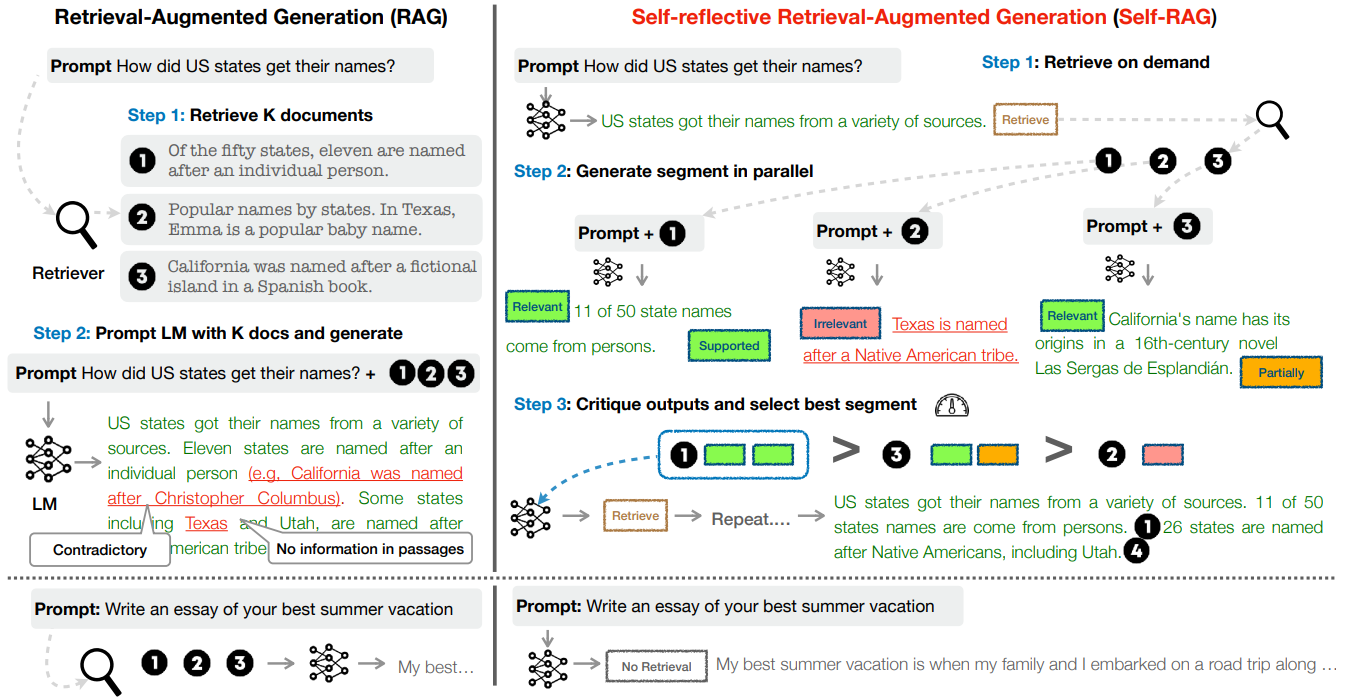 Retrieval-Augmented Generation (RAG)
Prompt How did US states get their names?
Step 1: Retrieve K documents
1 Of the fifty states, eleven are named
after an individual person.
2 Popular names by states. In Texas,
Emma is a popular baby name.
3 California was named after a fictional
island in a Spanish book.
Retriever
Step 2: Prompt LM with K docs and generate
Prompt How did US states get their names? + 1 2 3
LM
US states got their names from a variety of
sources. Eleven states are named after an
individual person (e.g. California was named
after Christopher Columbus). Some states
including Texas and Utah, are named after
merican tribe
Contradictory
No information in passages
Self-reflective Retrieval-Augmented Generation (Self-RAG)
Prompt How did US states get their names?
Step 1: Retrieve on demand
US states got their names from a variety of sources. Retrieve
1 2 3
Step 2: Generate segment in parallel
Prompt + 1
Prompt + 2
Prompt + 3
Relevant 11 of 50 state names
come from persons. Supported
Irrelevant Texas is named
after a Native American tribe.
Relevant California's name has its
origins in a 16th-century novel
Las Sergas de Esplandián. Partially
Step 3: Critique outputs and select best segment
1 > 3 > 2
Retrieve
Repeat....
US states got their names from a variety of sources. 11 of 50
states names are come from persons. 1 26 states are named
after Native Americans, including Utah. 4
Prompt: Write an essay of your best summer vacation
1 2 3
My best...
Prompt: Write an essay of your best summer vacation
No Retrieval My best summer vacation is when my family and I embarked on a road trip along ...